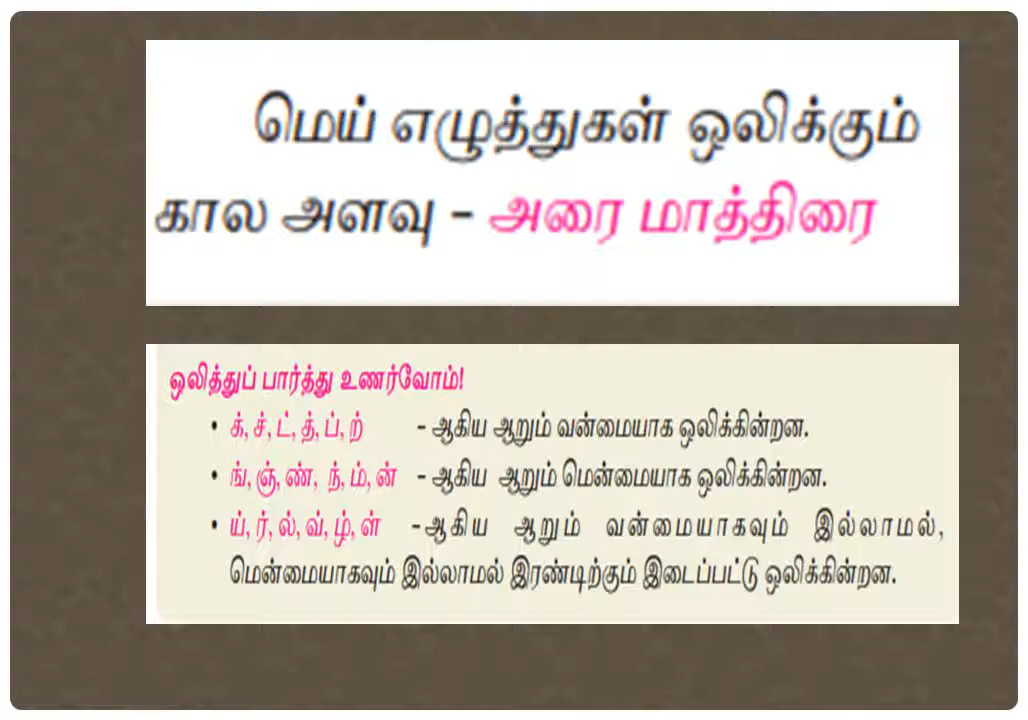 மெய் எழுத்துகள் ஒலிக்கும்
கால அளவு - அரை மாத்திரை
ஒலித்துப் பார்த்து உணர்வோம்!
• க், ச், ட், த், ப், ற் - ஆகிய ஆறும் வன்மையாக ஒலிக்கின்றன.
• ங், ஞ், ண், ந், ம், ன் - ஆகிய ஆறும் மென்மையாக ஒலிக்கின்றன.
• ய், ர், ல், வ், ழ், ள் - ஆகிய ஆறும் வன்மையாகவும் இல்லாமல்,
மென்மையாகவும் இல்லாமல் இரண்டிற்கும் இடைப்பட்டு ஒலிக்கின்றன.